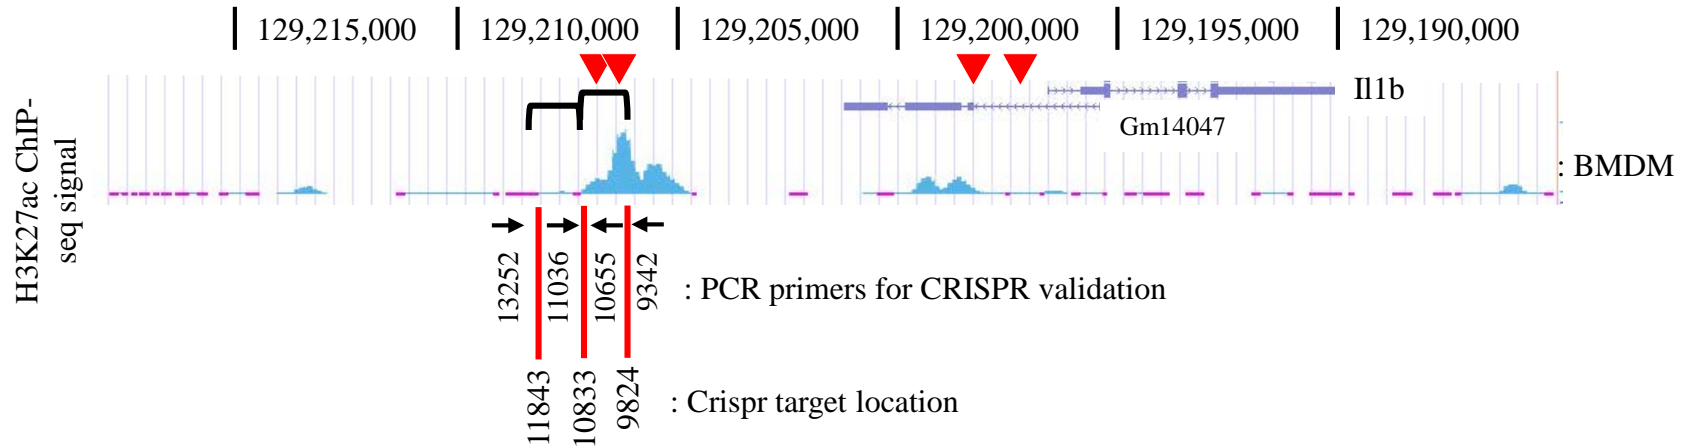 129,215,000
129,210,000
129,205,000
129,200,000
129,195,000
129,190,000
Il1b
Gm14047
H3K27ac ChIP-
seq signal
: BMDM
13252
11036
10655
9342
: PCR primers for CRISPR validation
11843
10833
9824
: Crispr target location